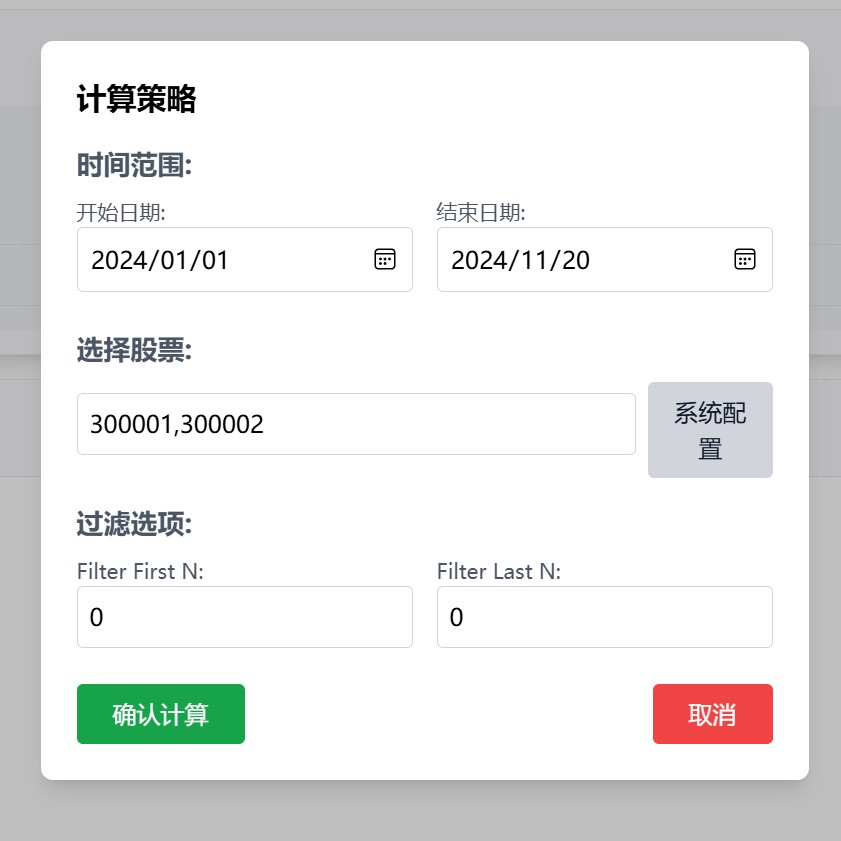 计算策略
时间范围:
开始日期:
结束日期:
2024/01/01
2024/11/20
选择股票:
300001,300002
系统配
置
过滤选项:
Filter First N:
Filter Last N:
0
0
确认计算
取消